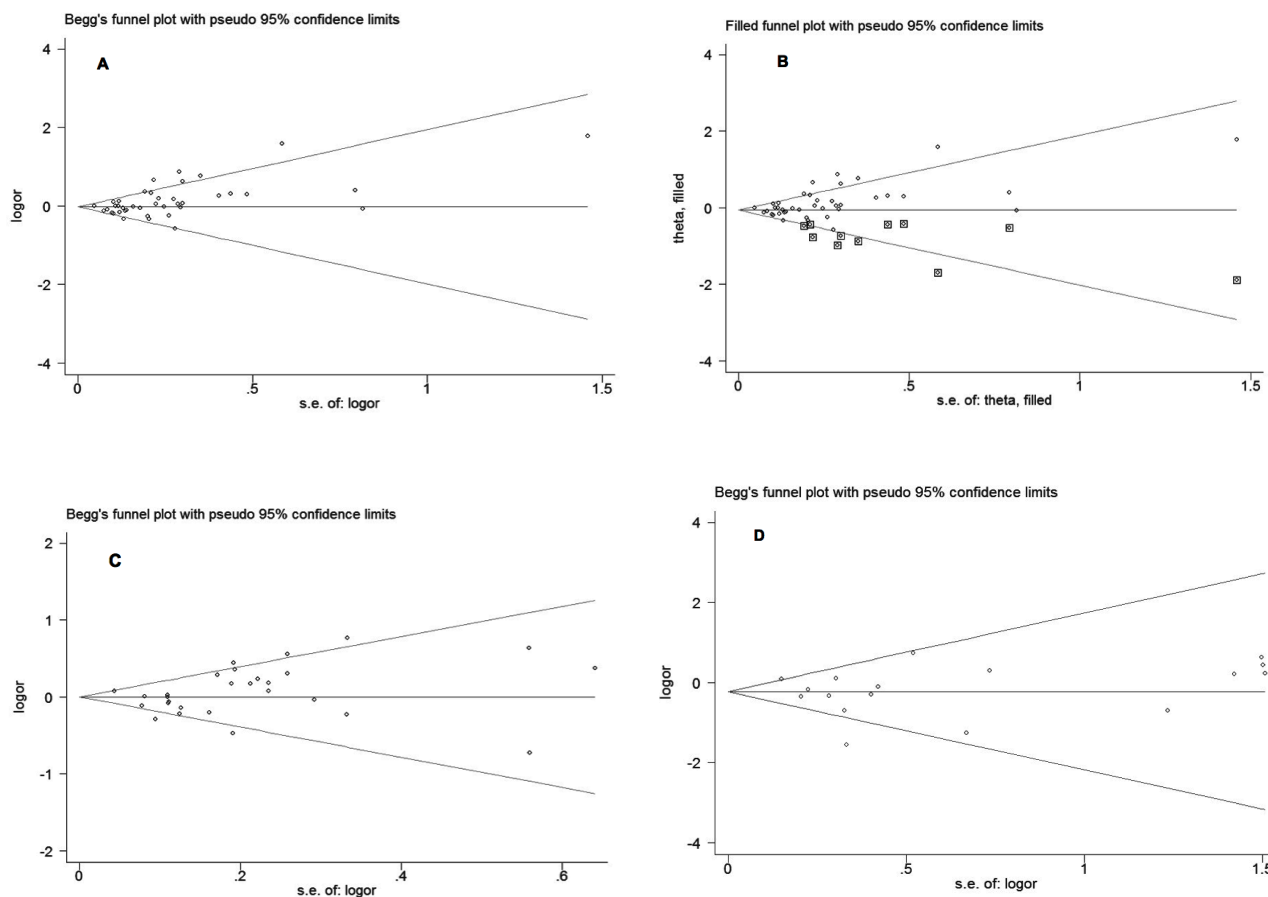 Begg's funnel plot with pseudo 95% confidence limits
A
4
2
0
-2
-4
logor
0 .5 1 1.5
s.e. of: logor
Filled funnel plot with pseudo 95% confidence limits
B
4
2
0
-2
-4
theta, filled
0 .5 1 1.5
s.e. of: theta, filled
Begg's funnel plot with pseudo 95% confidence limits
C
2
1
0
-1
-2
logor
0 .2 .4 .6
s.e. of: logor
Begg's funnel plot with pseudo 95% confidence limits
D
4
2
0
-2
-4
logor
0 .5 1 1.5
s.e. of: logor